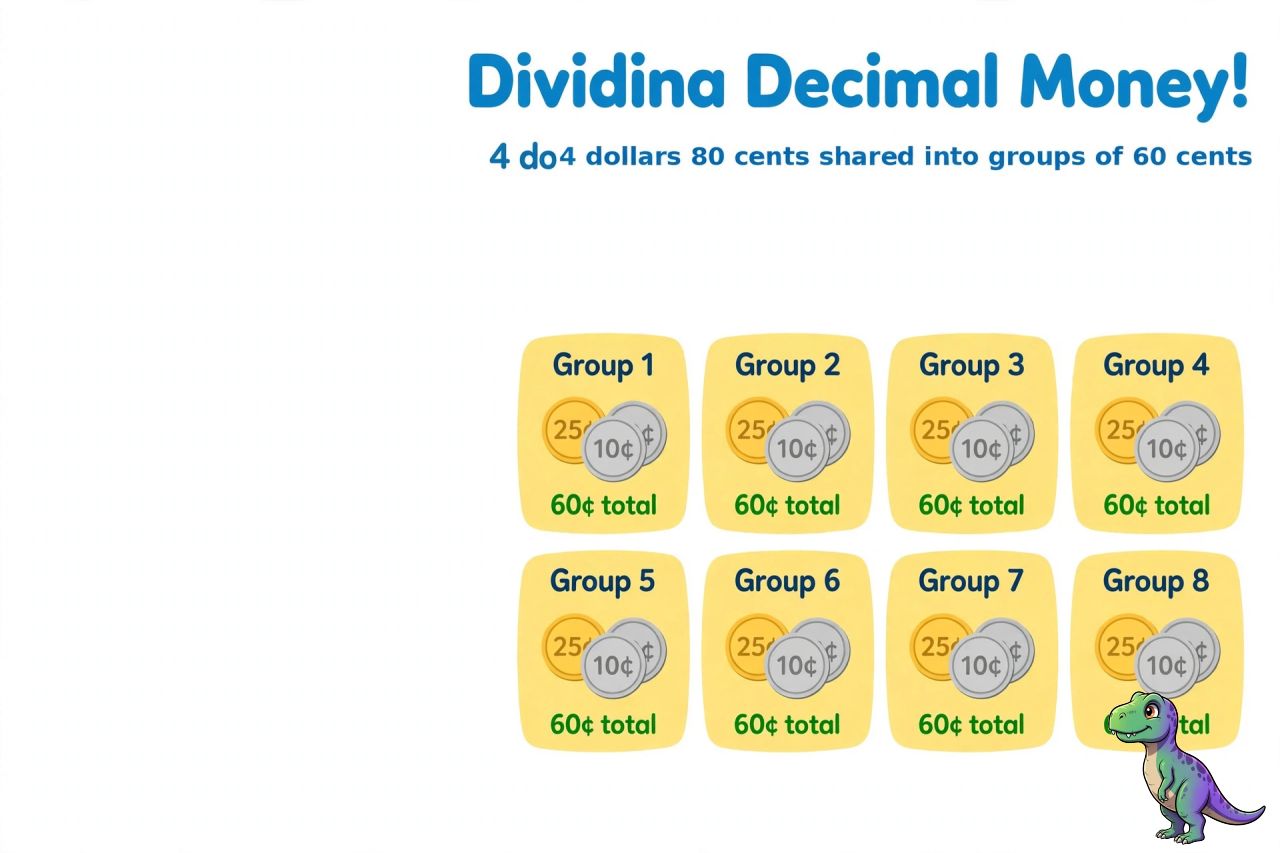 Dividina Decimal Money!
4 do4 dollars 80 cents shared into groups of 60 cents
Group 1
25¢ 10¢ ¢
60¢ total
Group 2
25¢ 10¢ ¢
60¢ total
Group 3
25¢ 10¢ ¢
60¢ total
Group 4
25¢ 10¢ ¢
60¢ total
Group 5
25¢ 10¢ ¢
60¢ total
Group 6
25¢ 10¢ ¢
60¢ total
Group 7
25¢ 10¢ ¢
60¢ total
Group 8
25¢ 10¢ ¢
tal